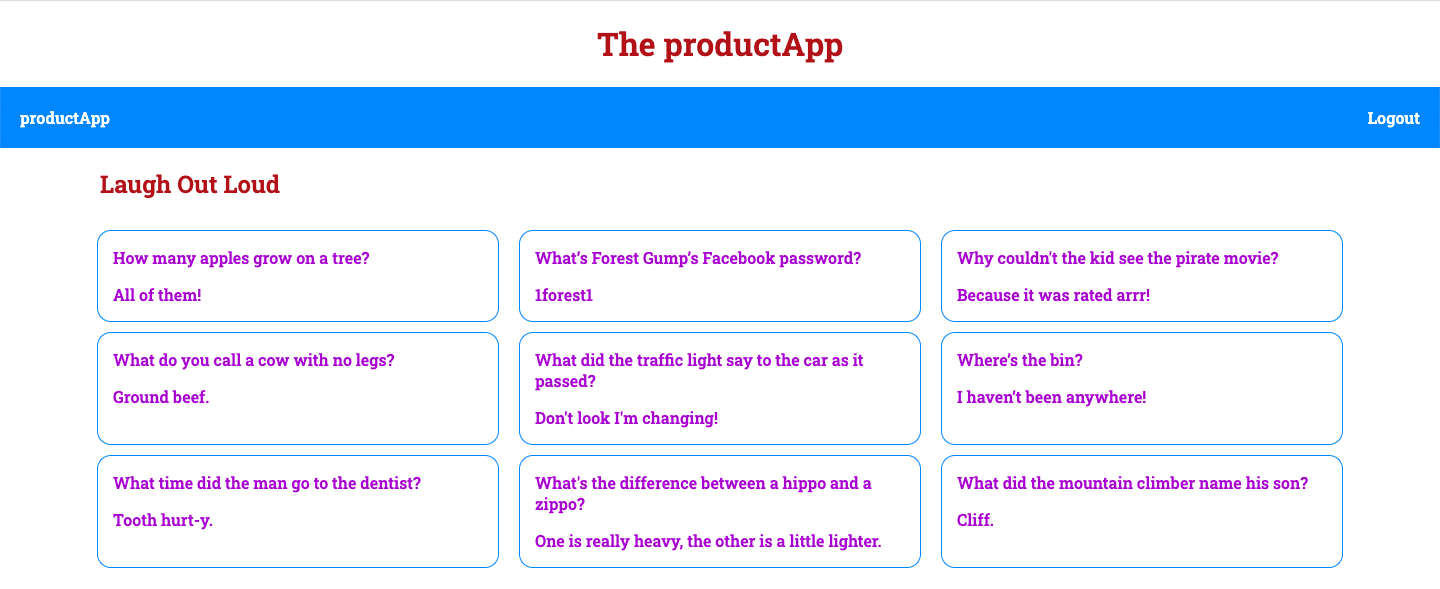 The productApp
productApp
Logout
Laugh Out Loud
How many apples grow on a tree?
All of them!
What’s Forest Gump’s Facebook password?
1forest1
Why couldn't the kid see the pirate movie?
Because it was rated arrr!
What do you call a cow with no legs?
Ground beef.
What did the traffic light say to the car as it
passed?
Don't look I'm changing!
Where’s the bin?
I haven’t been anywhere!
What time did the man go to the dentist?
Tooth hurt-y.
What's the difference between a hippo and a
zippo?
One is really heavy, the other is a little lighter.
What did the mountain climber name his son?
Cliff.